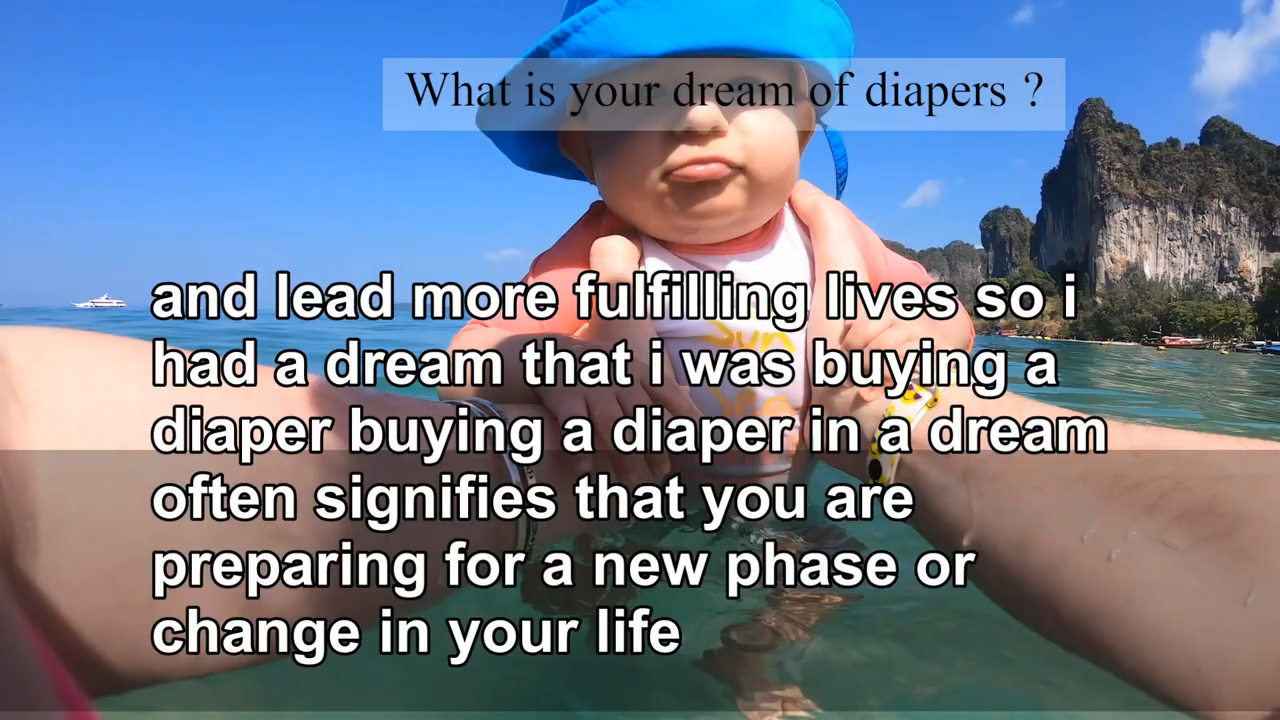 What is your dream of diapers ?
and lead more fulfilling lives so i
had a dream that i was buying a
diaper buying a diaper in a dream
often signifies that you are
preparing for a new phase or
change in your life